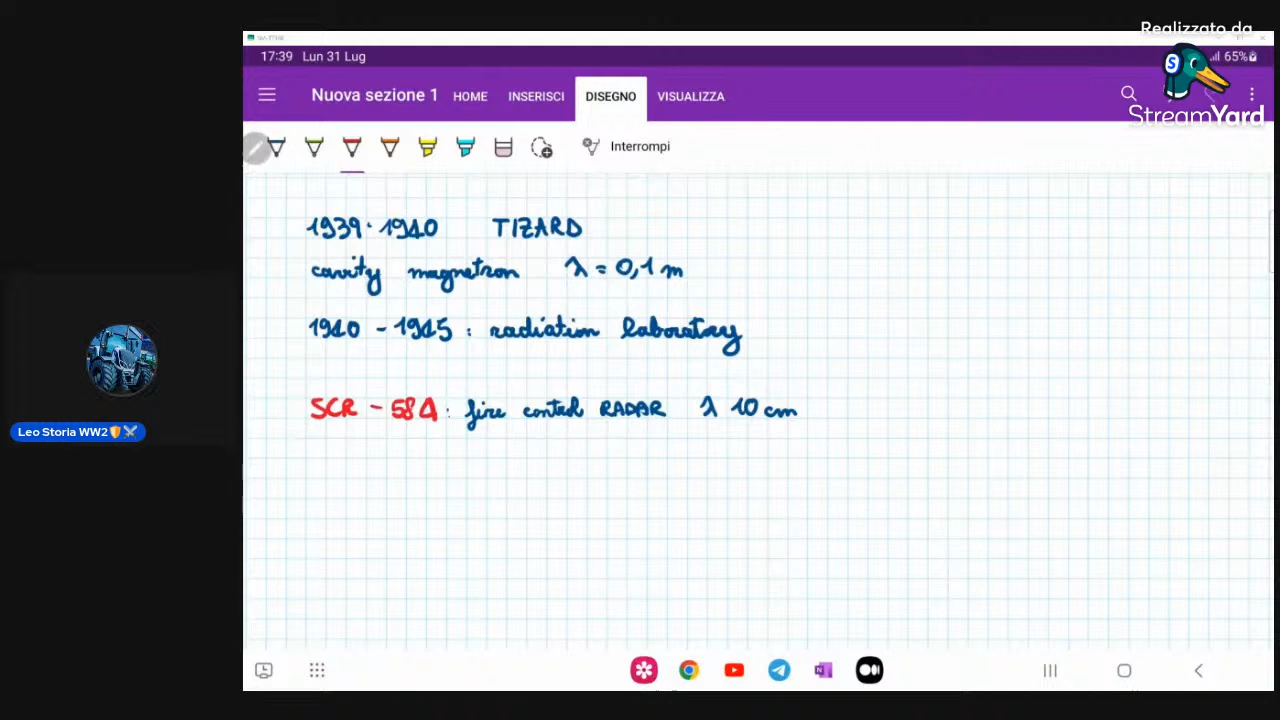 Realizzato da
StreamYard
17:39 Lun 31 Lug
65%
Nuova sezione 1 HOME INSERISCI DISEGNO VISUALIZZA
Interrompi
1939-1940 TIZARD
cavity magnetron λ = 0,1 m
1940 - 1945 : radiation laboratory
SCR - 584 : fire control RADAR λ 10 cm
Leo Storia WW2